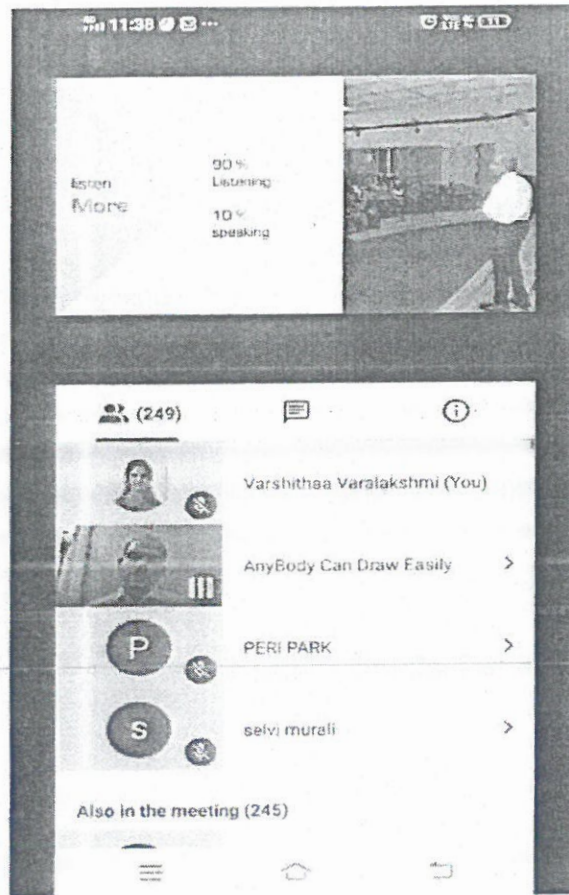 11:38
Listen
More
90 %
Listening
10 %
speaking
(249)
Varshithaa Varalakshmi (You)
AnyBody Can Draw Easily
P
PERI PARK
S
selvi murali
Also in the meeting (245)